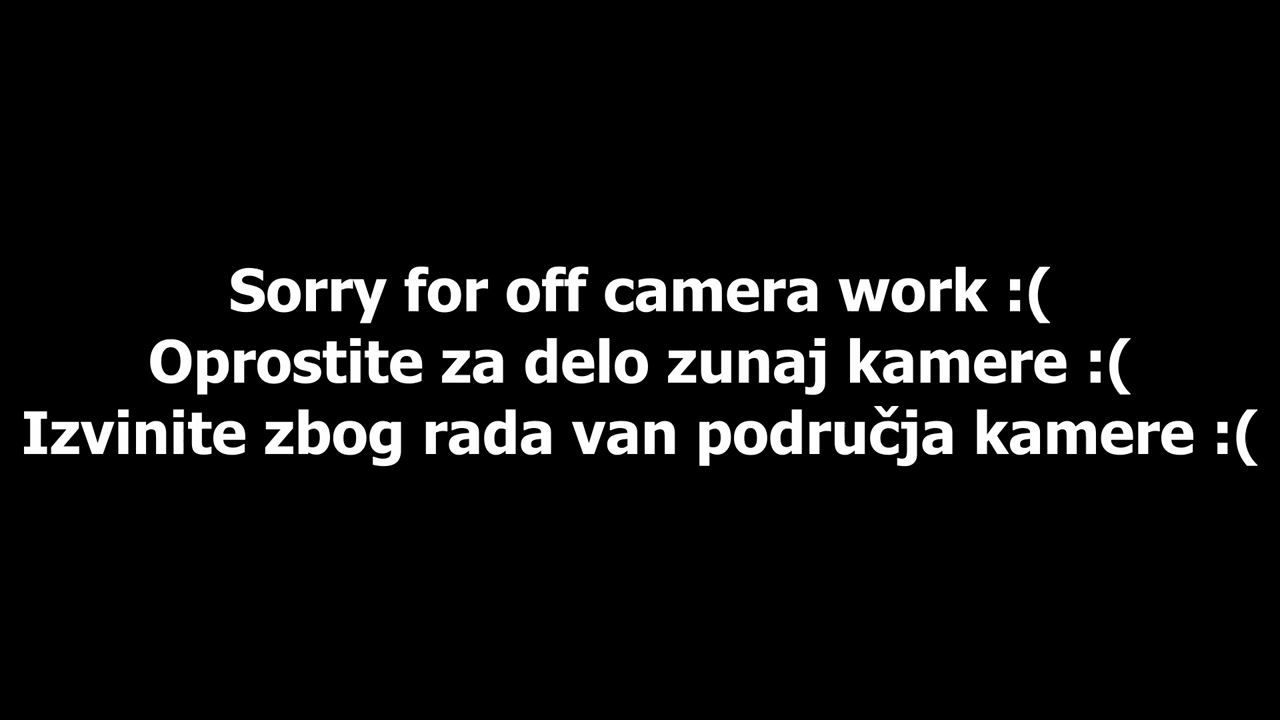 Sorry for off camera work :(
Oprostite za delo zunaj kamere :(
Izvinite zbog rada van područja kamere :(